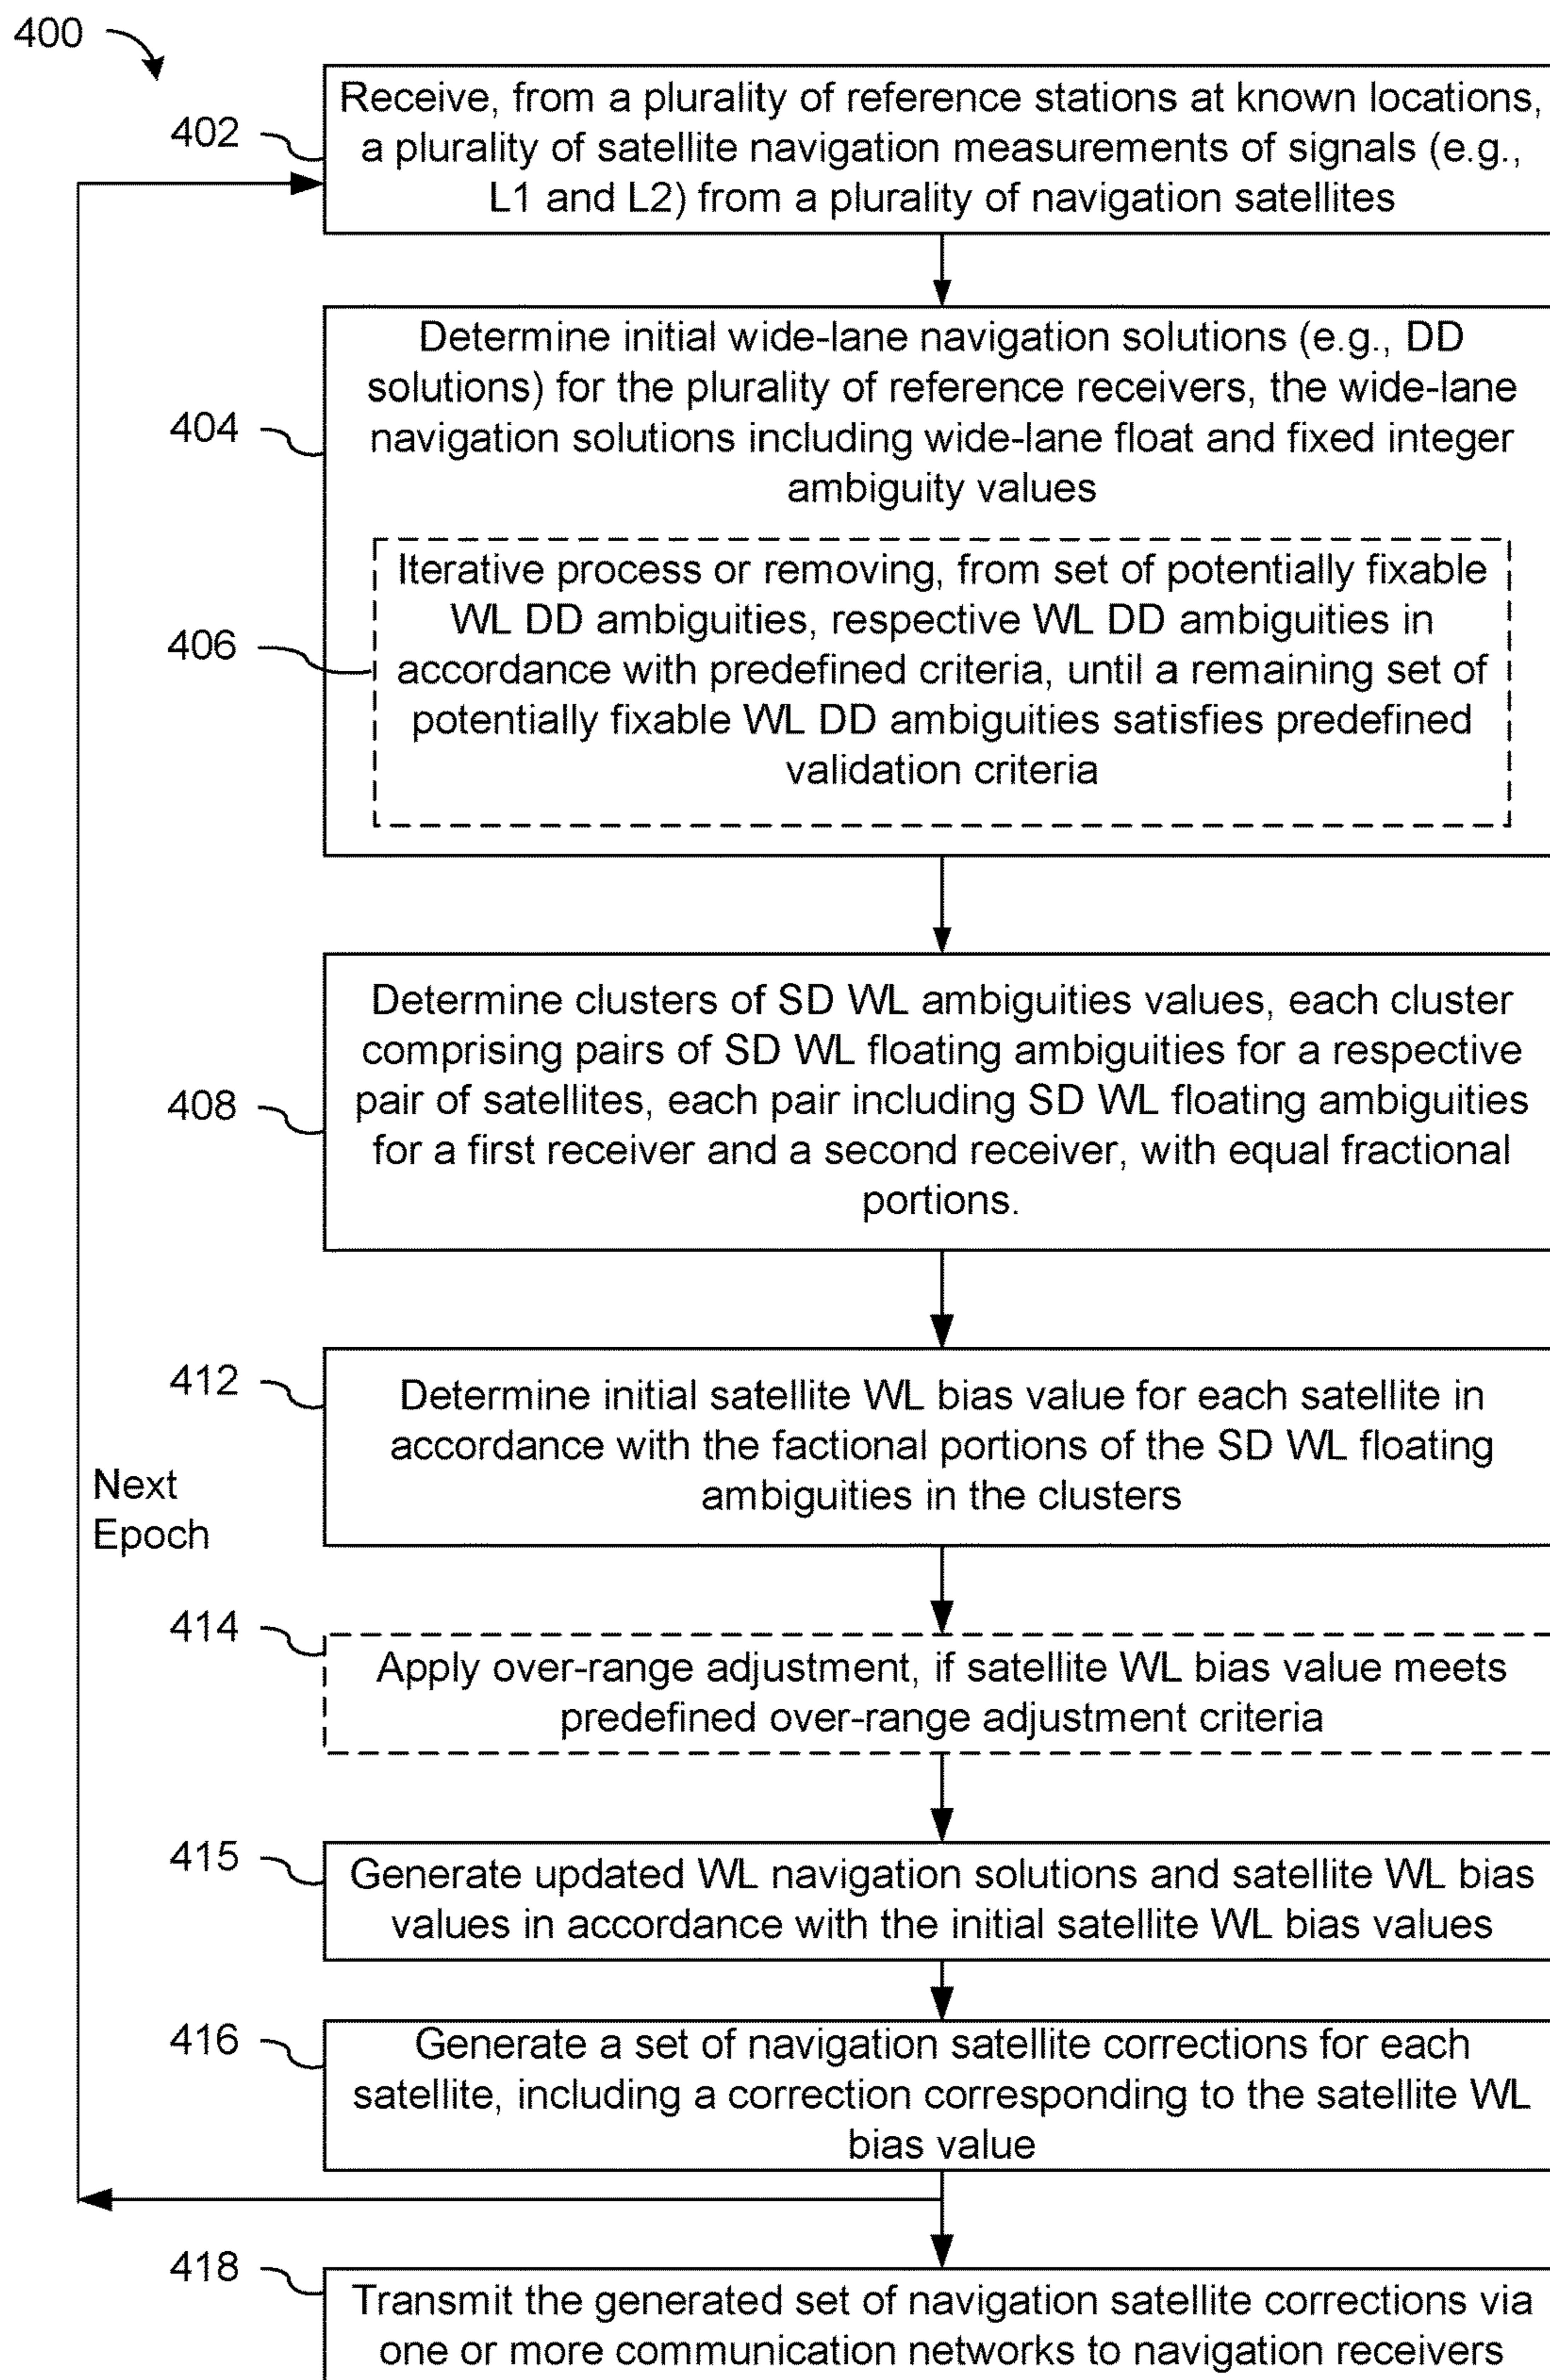 400
402
Receive, from a plurality of reference stations at known locations,
a plurality of satellite navigation measurements of signals (e.g.,
L1 and L2) from a plurality of navigation satellites
404
Determine initial wide-lane navigation solutions (e.g., DD
solutions) for the plurality of reference receivers, the wide-lane
navigation solutions including wide-lane float and fixed integer
ambiguity values
406
Iterative process or removing, from set of potentially fixable
WL DD ambiguities, respective WL DD ambiguities in
accordance with predefined criteria, until a remaining set of
potentially fixable WL DD ambiguities satisfies predefined
validation criteria
408
Determine clusters of SD WL ambiguities values, each cluster
comprising pairs of SD WL floating ambiguities for a respective
pair of satellites, each pair including SD WL floating ambiguities
for a first receiver and a second receiver, with equal fractional
portions.
412
Determine initial satellite WL bias value for each satellite in
accordance with the factional portions of the SD WL floating
ambiguities in the clusters
Next
Epoch
414
Apply over-range adjustment, if satellite WL bias value meets
predefined over-range adjustment criteria
415
Generate updated WL navigation solutions and satellite WL bias
values in accordance with the initial satellite WL bias values
416
Generate a set of navigation satellite corrections for each
satellite, including a correction corresponding to the satellite WL
bias value
418
Transmit the generated set of navigation satellite corrections via
one or more communication networks to navigation receivers